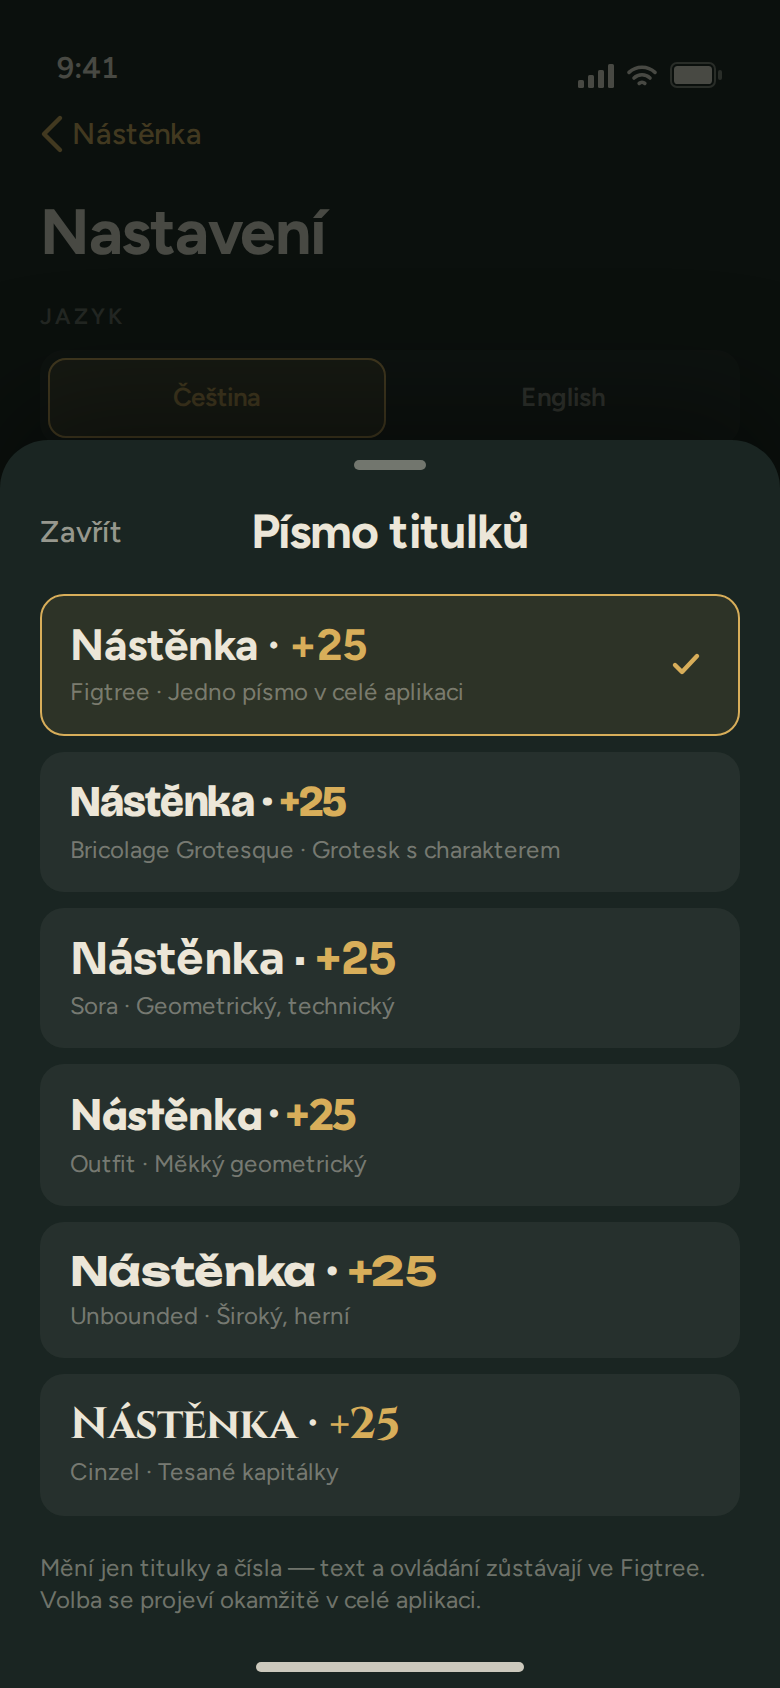 9:41
Nástěnka
Nastavení
JAZYK
Čeština
English
Zavřít
Písmo titulků
Nástěnka · +25
Figtree · Jedno písmo v celé aplikaci
Nástěnka · +25
Bricolage Grotesque · Grotesk s charakterem
Nástěnka · +25
Sora · Geometrický, technický
Nástěnka · +25
Outfit · Měkký geometrický
Nástěnka · +25
Unbounded · Široký, herní
Nástěnka · +25
Cinzel · Tesané kapitálky
Mění jen titulky a čísla — text a ovládání zůstávají ve Figtree.
Volba se projeví okamžitě v celé aplikaci.